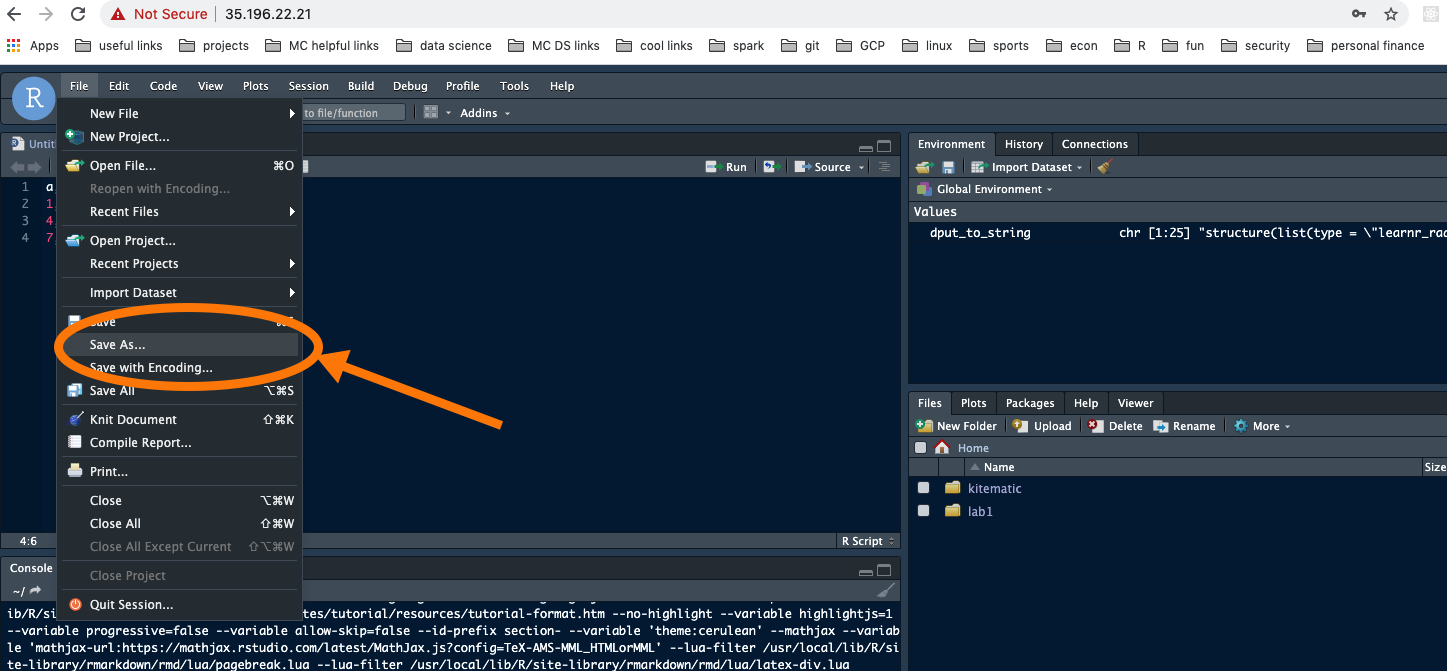 Not Secure 35.196.22.21
Apps useful links projects MC helpful links data science MC DS links cool links spark git GCP linux sports econ R fun security personal finance
R
File Edit Code View Plots Session Build Debug Profile Tools Help
to file/function Addins
New File
New Project...
Open File... ⌘O
Reopen with Encoding...
Recent Files
Open Project...
Recent Projects
Import Dataset
Save
Save As...
Save with Encoding...
Save All ⌥⌘S
Knit Document ⇧⌘K
Compile Report...
Print...
Close ⌥⌘W
Close All ⇧⌘W
Close All Except Current ⇧⌥⌘W
Close Project
Quit Session...
Untit
Run Source
1 a
2 1
3 4
4 7
4:6 R Script
Console
~/
ib/R/si tes/tutorial/resources/tutorial-format.htm --no-highlight --variable highlightjs=1
--variable progressive=false --variable allow-skip=false --id-prefix section- --variable 'theme:cerulean' --mathjax --variab
le 'mathjax-url:https://mathjax.rstudio.com/latest/MathJax.js?config=TeX-AMS-MML_HTMLorMML' --lua-filter /usr/local/lib/R/si
te-library/rmarkdown/rmd/lua/pagebreak.lua --lua-filter /usr/local/lib/R/site-library/rmarkdown/rmd/lua/latex-div.lua
Environment History Connections
Import Dataset
Global Environment
Values
dput_to_string chr [1:25] "structure(list(type = \"learnr_rad
Files Plots Packages Help Viewer
New Folder Upload Delete Rename More
Home
Name Size
kitematic
lab1